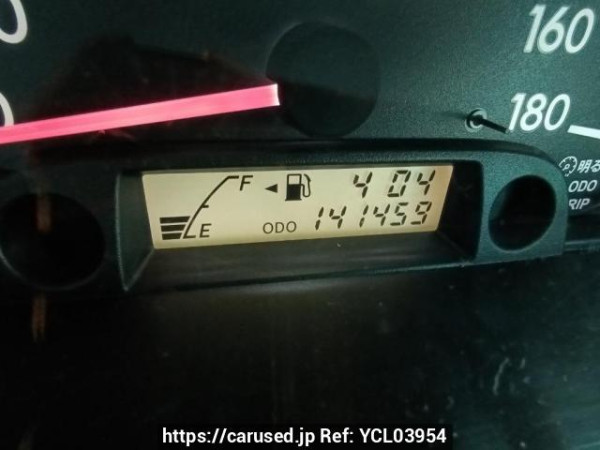 160
180
明る
ODO
RIP
F 4 04
E ODO 141459
https://carused.jp Ref: YCL03954